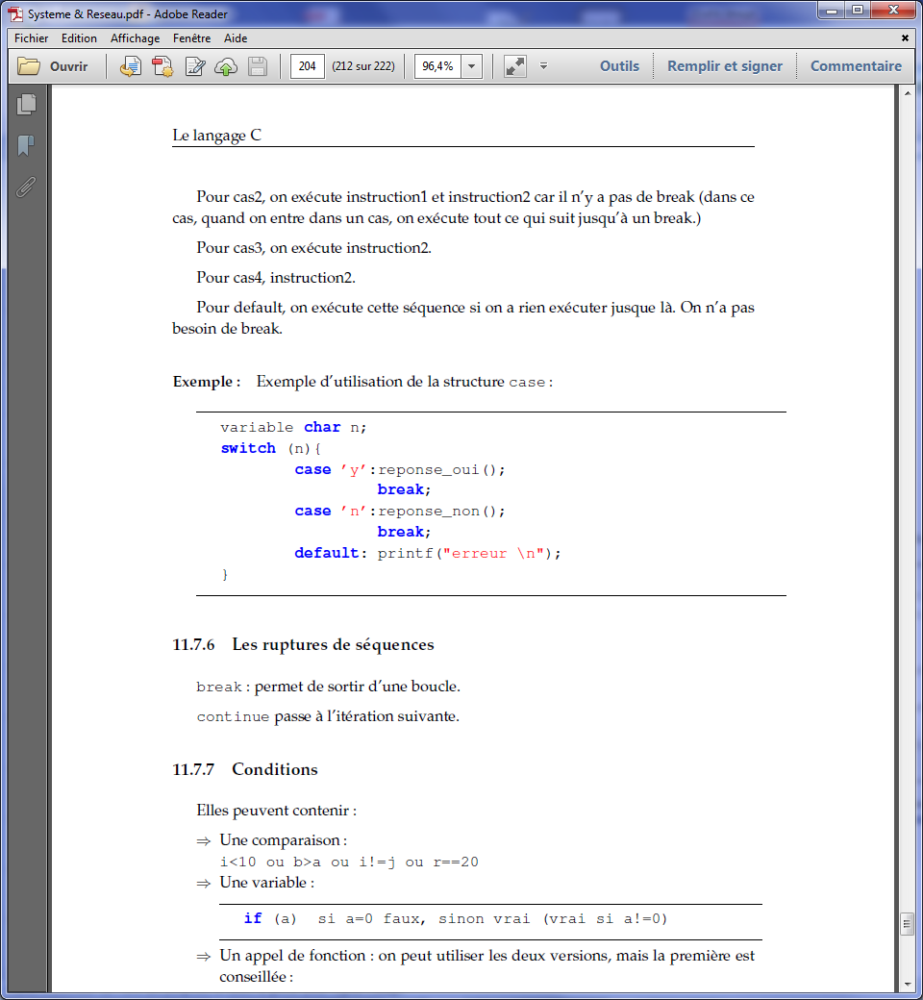 Systeme & Reseau.pdf - Adobe Reader
Fichier Edition Affichage Fenêtre Aide
Ouvrir 204 (212 sur 222) 96,4% Outils Remplir et signer Commentaire
Le langage C
Pour cas2, on exécute instruction1 et instruction2 car il n'y a pas de break (dans ce
cas, quand on entre dans un cas, on exécute tout ce qui suit jusqu'à un break.)
Pour cas3, on exécute instruction2.
Pour cas4, instruction2.
Pour default, on exécute cette séquence si on a rien exécuter jusque là. On n'a pas
besoin de break.
Exemple : Exemple d'utilisation de la structure case :
variable char n;
switch (n){
case 'y':reponse_oui();
break;
case 'n':reponse_non();
break;
default: printf("erreur \n");
}
11.7.6 Les ruptures de séquences
break : permet de sortir d'une boucle.
continue passe à l'itération suivante.
11.7.7 Conditions
Elles peuvent contenir :
⇒ Une comparaison :
i<10 ou b>a ou i!=j ou r==20
⇒ Une variable :
if (a) si a=0 faux, sinon vrai (vrai si a!=0)
⇒ Un appel de fonction : on peut utiliser les deux versions, mais la première est
conseillée :